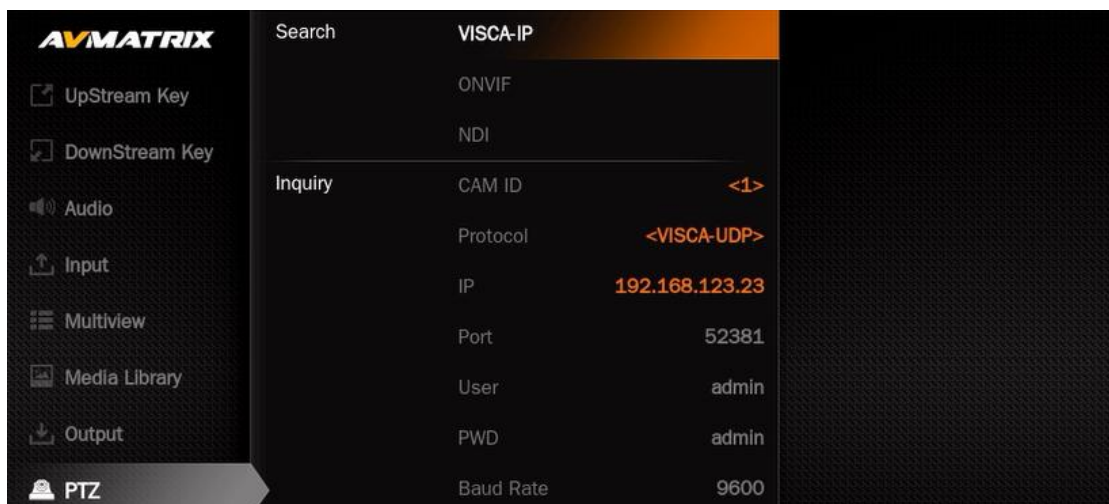 AVMATRIX
UpStream Key
DownStream Key
Audio
Input
Multiview
Media Library
Output
PTZ
Search VISCA-IP
ONVIF
NDI
Inquiry CAM ID <1>
Protocol <VISCA-UDP>
IP 192.168.123.23
Port 52381
User admin
PWD admin
Baud Rate 9600